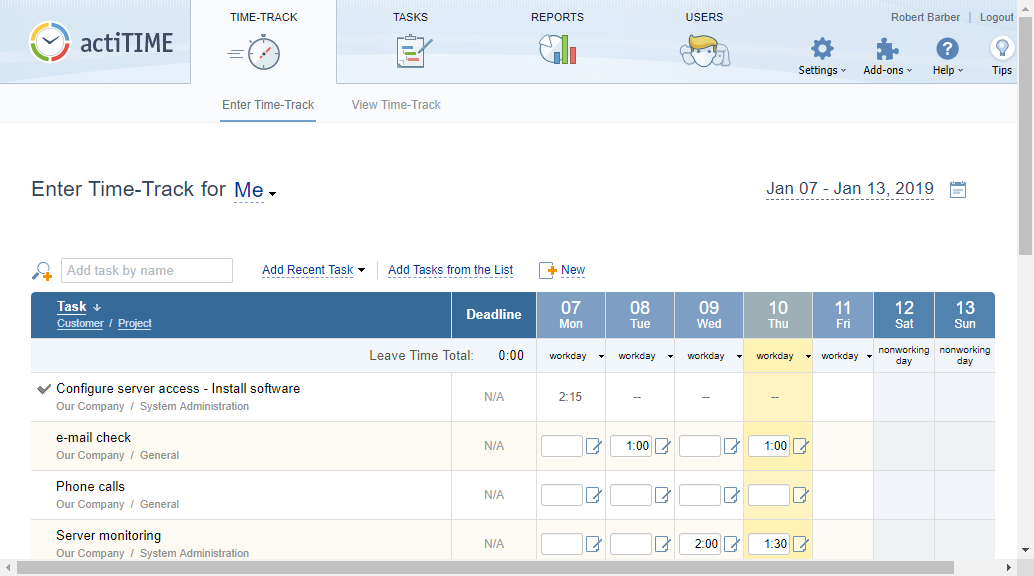 TIME-TRACK TASKS REPORTS USERS Robert Barber | Logout
actiTIME
Settings Add-ons Help Tips
Enter Time-Track View Time-Track
Enter Time-Track for Me Jan 07 - Jan 13, 2019
Add task by name Add Recent Task Add Tasks from the List New
Task Deadline 07 08 09 10 11 12 13
Customer / Project Mon Tue Wed Thu Fri Sat Sun
Leave Time Total: 0:00 workday workday workday workday workday nonworking day nonworking day
Configure server access - Install software N/A 2:15 -- -- --
Our Company / System Administration
e-mail check N/A 1:00 1:00
Our Company / General
Phone calls N/A
Our Company / General
Server monitoring N/A 2:00 1:30
Our Company / System Administration